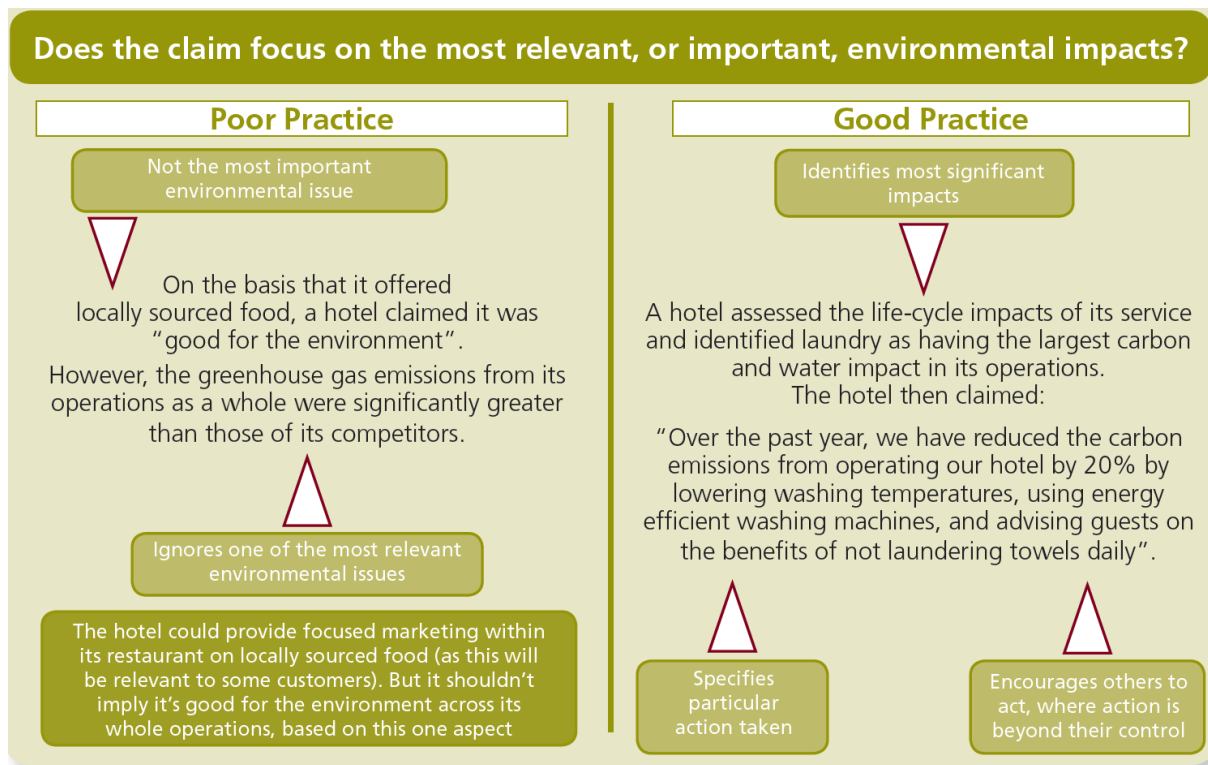 Does the claim focus on the most relevant, or important, environmental impacts?
Poor Practice
Not the most important
environmental issue
On the basis that it offered
locally sourced food, a hotel claimed it was
“good for the environment”.
However, the greenhouse gas emissions from its
operations as a whole were significantly greater
than those of its competitors.
Ignores one of the most relevant
environmental issues
The hotel could provide focused marketing within
its restaurant on locally sourced food (as this will
be relevant to some customers). But it shouldn’t
imply it’s good for the environment across its
whole operations, based on this one aspect
Good Practice
Identifies most significant
impacts
A hotel assessed the life-cycle impacts of its service
and identified laundry as having the largest carbon
and water impact in its operations.
The hotel then claimed:
“Over the past year, we have reduced the carbon
emissions from operating our hotel by 20% by
lowering washing temperatures, using energy
efficient washing machines, and advising guests on
the benefits of not laundering towels daily”.
Specifies
particular
action taken
Encourages others to
act, where action is
beyond their control